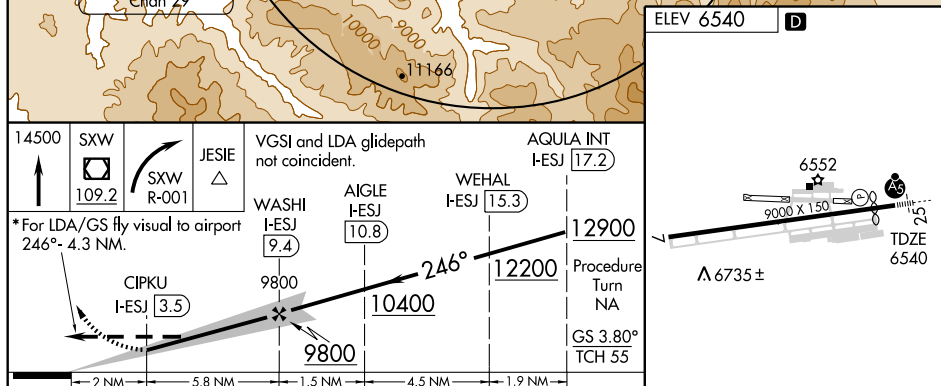 Chan 29
10000
9000
11166
ELEV 6540 D
14500
SXW
109.2
SXW
R-001
JESIE
VGSI and LDA glidepath
not coincident.
*For LDA/GS fly visual to airport
246°- 4.3 NM.
CIPKU
I-ESJ 3.5
WASHI
I-ESJ
9.4
9800
9800
AIGLE
I-ESJ
10.8
10400
246°
WEHAL
I-ESJ 15.3
12200
AQULA INT
I-ESJ 17.2
12900
Procedure
Turn
NA
GS 3.80°
TCH 55
2 NM
5.8 NM
1.5 NM
4.5 NM
1.9 NM
6552
A5
P
9000 X 150
7
25
TDZE
6540
6735 ±